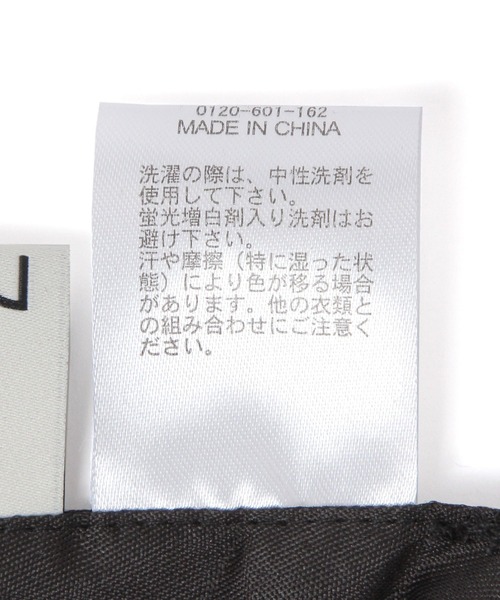 0120-601-162
MADE IN CHINA
洗濯の際は、中性洗剤を
使用して下さい。
蛍光増白剤入り洗剤はお
避け下さい。
汗や摩擦（特に湿った状
態）により色が移る場合
があります。他の衣類と
の組み合わせにご注意く
ださい。